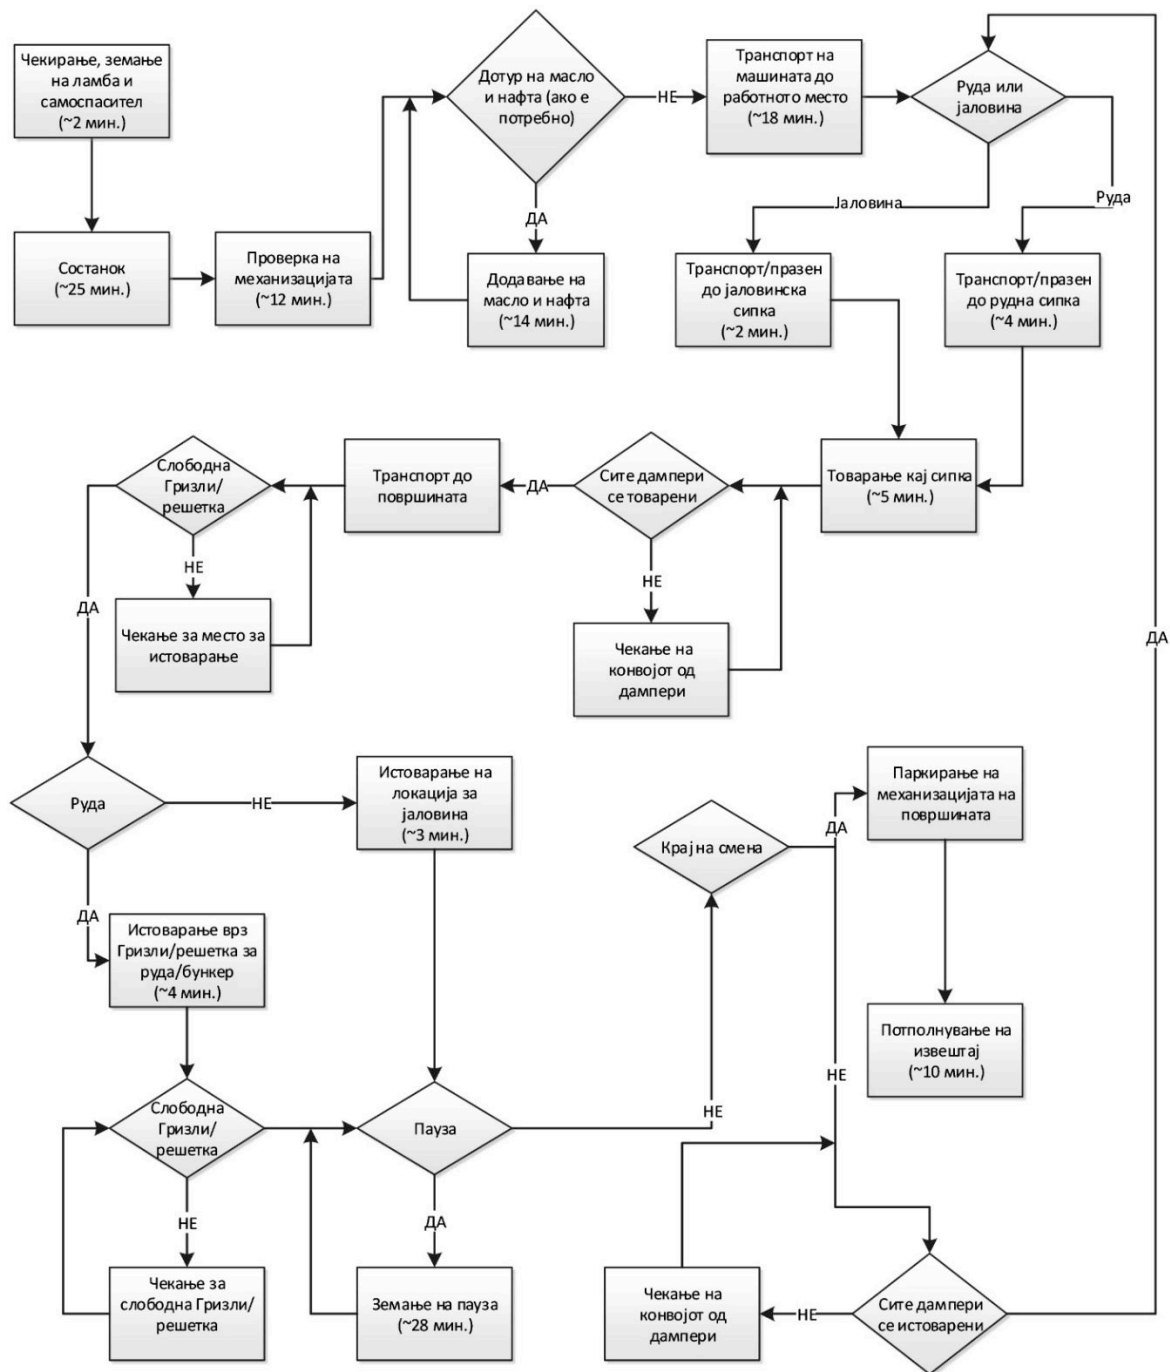 Чекирање, земање
на ламба и
самоспасител
(~2 мин.)
Дотур на масло
и нафта (ако е
потребно)
НЕ
Транспорт на
машината до
работното место
(~18 мин.)
Руда или
јаловина
ДА
Јаловина
Руда
Состанок
(~25 мин.)
Проверка на
механизацијата
(~12 мин.)
Додавање на
масло и нафта
(~14 мин.)
Транспорт/празен
до јаловинска
сипка
(~2 мин.)
Транспорт/празен
до рудна сипка
(~4 мин.)
Слободна
Гризли/
решетка
Транспорт до
површината
ДА
Сите дампери
се товарени
Товарање кај сипка
(~5 мин.)
НЕ
НЕ
ДА
Чекање за место за
истоварање
Чекање на
конвојот од
дампери
ДА
Руда
НЕ
Истоварање на
локација за
јаловина
(~3 мин.)
Крај на смена
ДА
Паркирање на
механизацијата на
површината
ДА
Истоварање врз
Гризли/решетка за
руда/бункер
(~4 мин.)
Потполнување на
извештај
(~10 мин.)
НЕ
НЕ
Слободна
Гризли/
решетка
Пауза
НЕ
ДА
Чекање за
слободна Гризли/
решетка
Земање на пауза
(~28 мин.)
Чекање на
конвојот од
дампери
НЕ
Сите дампери
се истоварени